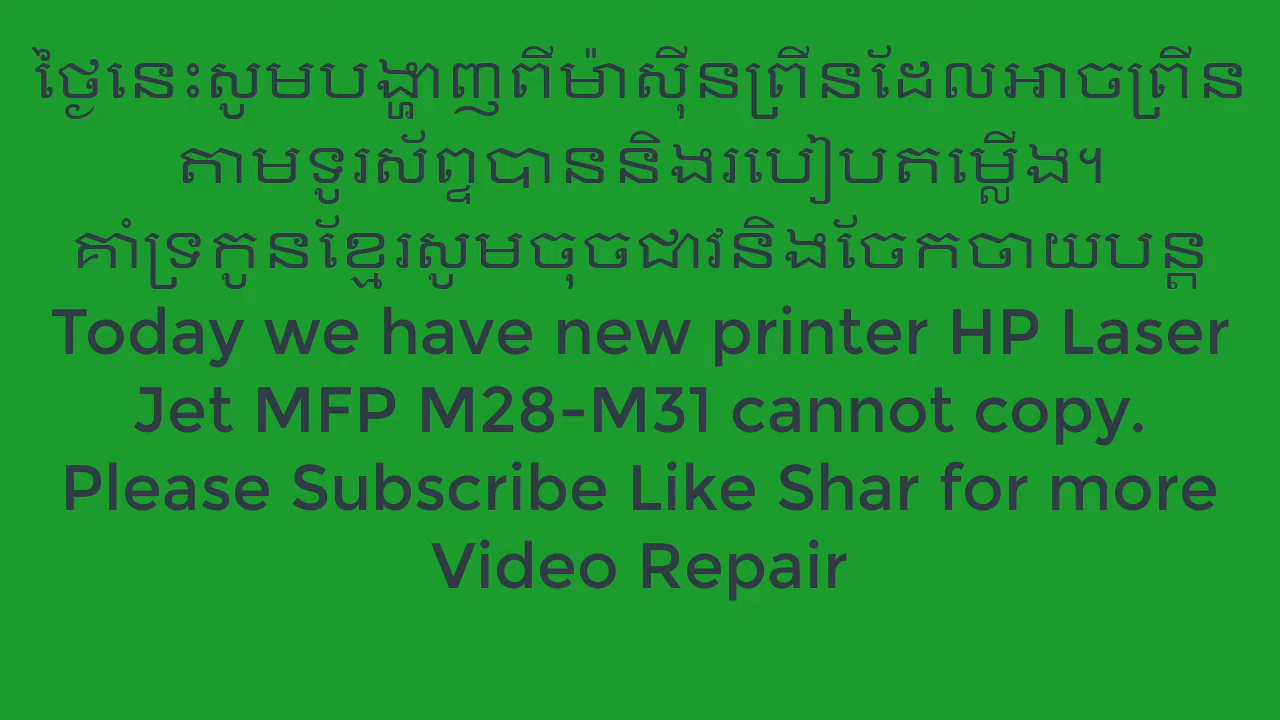 ថ្ងៃនេះសូមបង្ហាញពីម៉ាស៊ីនព្រីនដែលអាចព្រីន
តាមទូរស័ព្ទបាននិងរបៀបតម្លើង។
គាំទ្រកូនខ្មែរសូមចុចជាវនិងចែកចាយបន្ត
Today we have new printer HP Laser
Jet MFP M28-M31 cannot copy.
Please Subscribe Like Shar for more
Video Repair